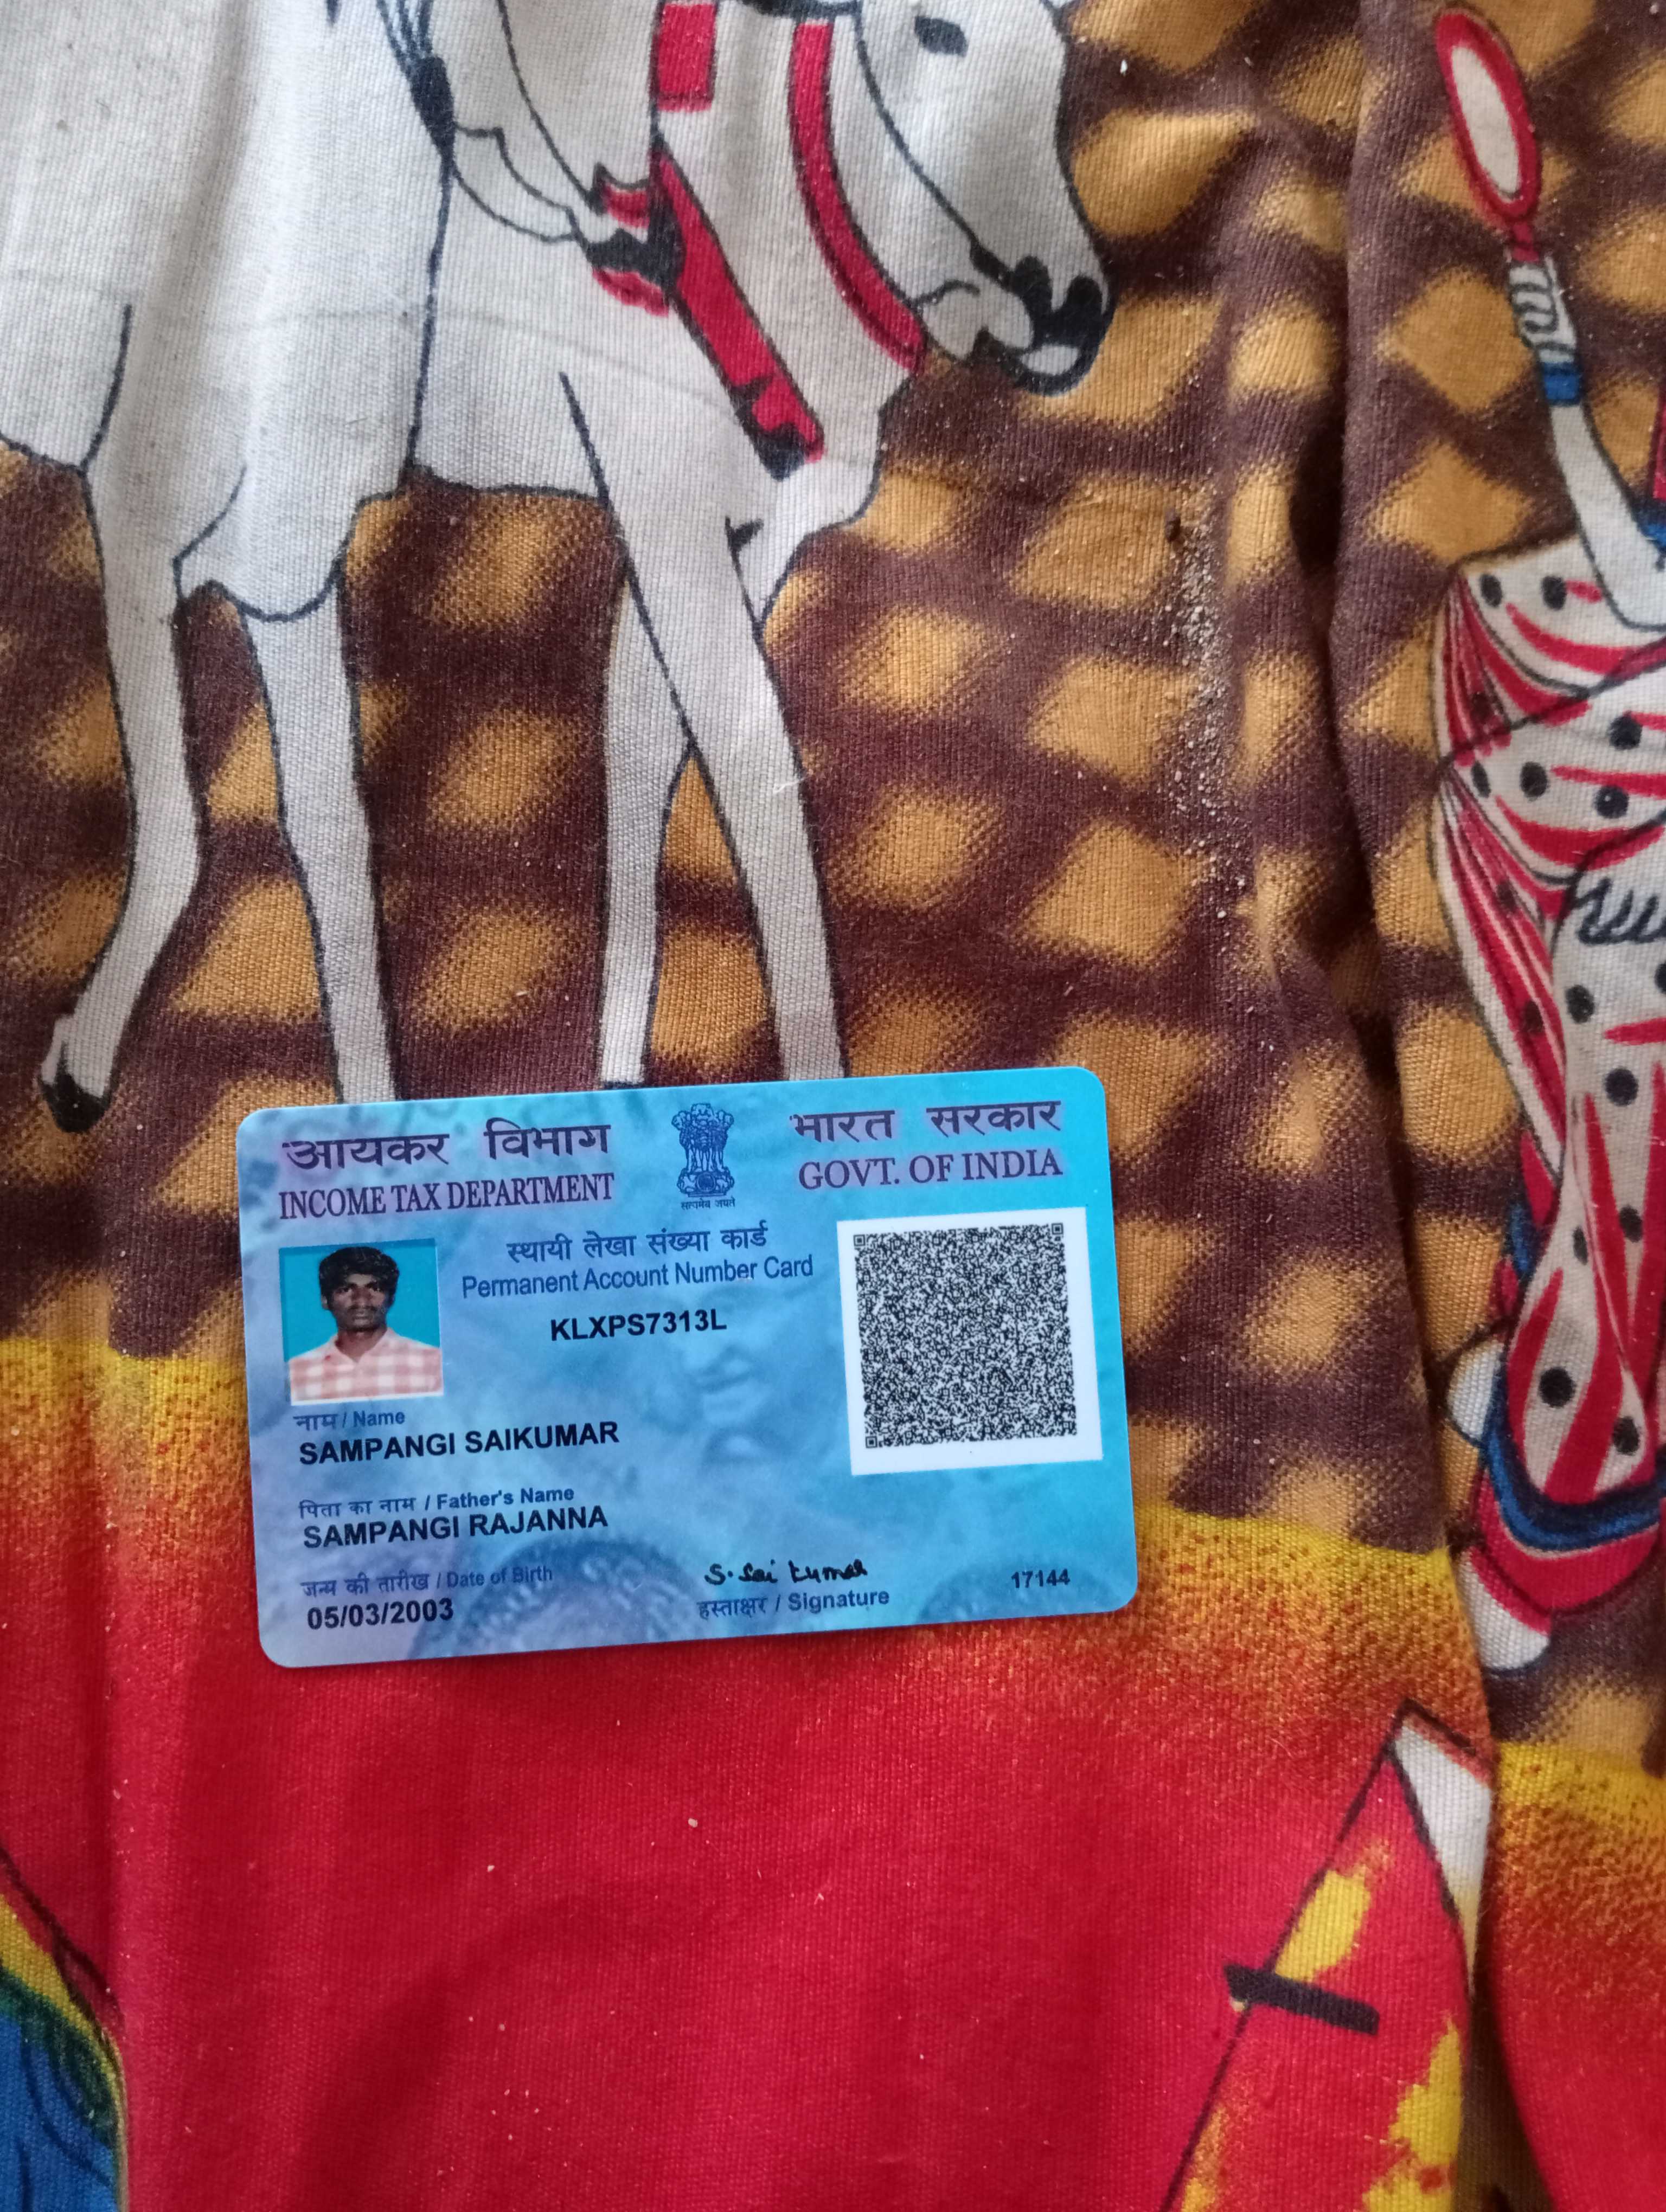 आयकर विभाग
INCOME TAX DEPARTMENT
सत्यमेव जयते
भारत सरकार
GOVT. OF INDIA
स्थायी लेखा संख्या कार्ड
Permanent Account Number Card
KLXPS7313L
नाम / Name
SAMPANGI SAIKUMAR
पिता का नाम / Father's Name
SAMPANGI RAJANNA
जन्म की तारीख / Date of Birth
05/03/2003
S. Sai kumar
हस्ताक्षर / Signature
17144